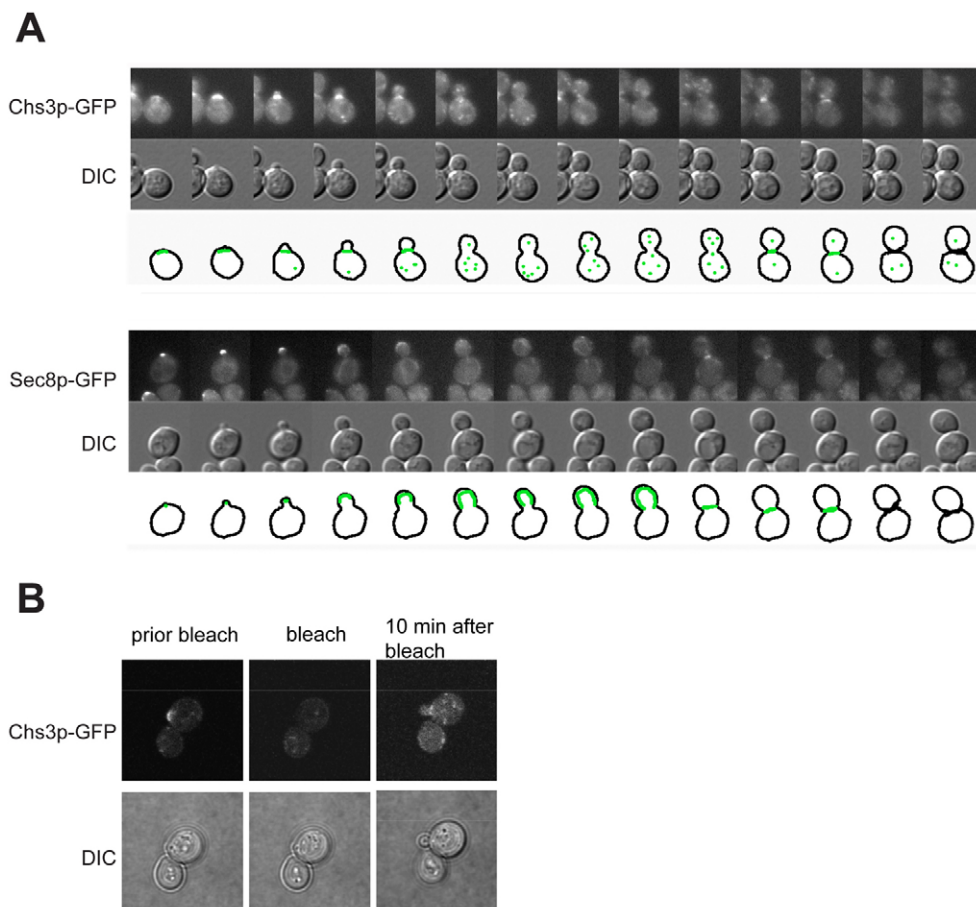 A
Chs3p-GFP
DIC
Sec8p-GFP
DIC
B
prior bleach
bleach
10 min after
bleach
Chs3p-GFP
DIC